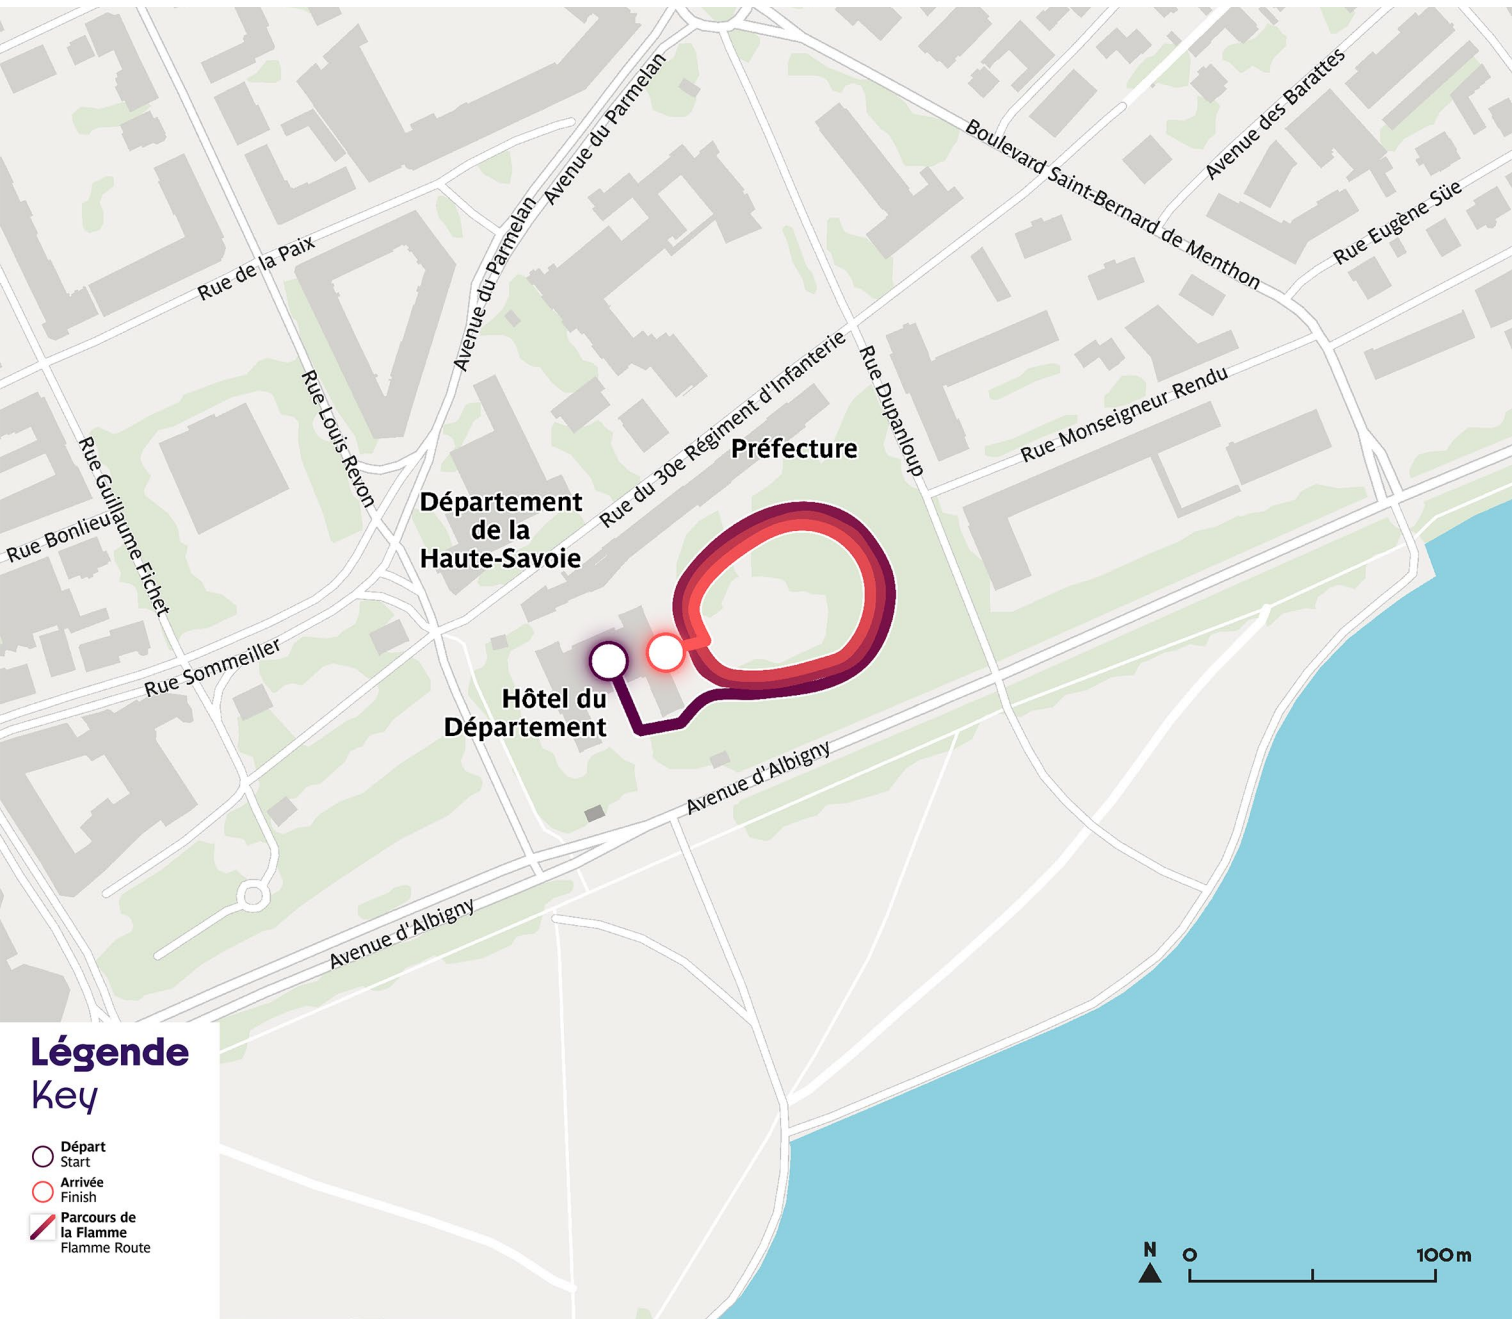 Avenue du Parmelan
Boulevard Saint-Bernard de Menthon
Avenue des Barattes
Rue Eugène Süe
Avenue du Parmelan
Rue de la Paix
Rue Louis Revon
Rue du 30e Régiment d'Infanterie
Rue Dupanloup
Rue Monseigneur Rendu
Rue Guillaume Fichet
Rue Bonlieu
Préfecture
Département
de la
Haute-Savoie
Rue Sommeiller
Hôtel du
Département
Avenue d'Albigny
Avenue d'Albigny
Légende
Key
Départ
Start
Arrivée
Finish
Parcours de
la Flamme
Flamme Route
N
0
100 m